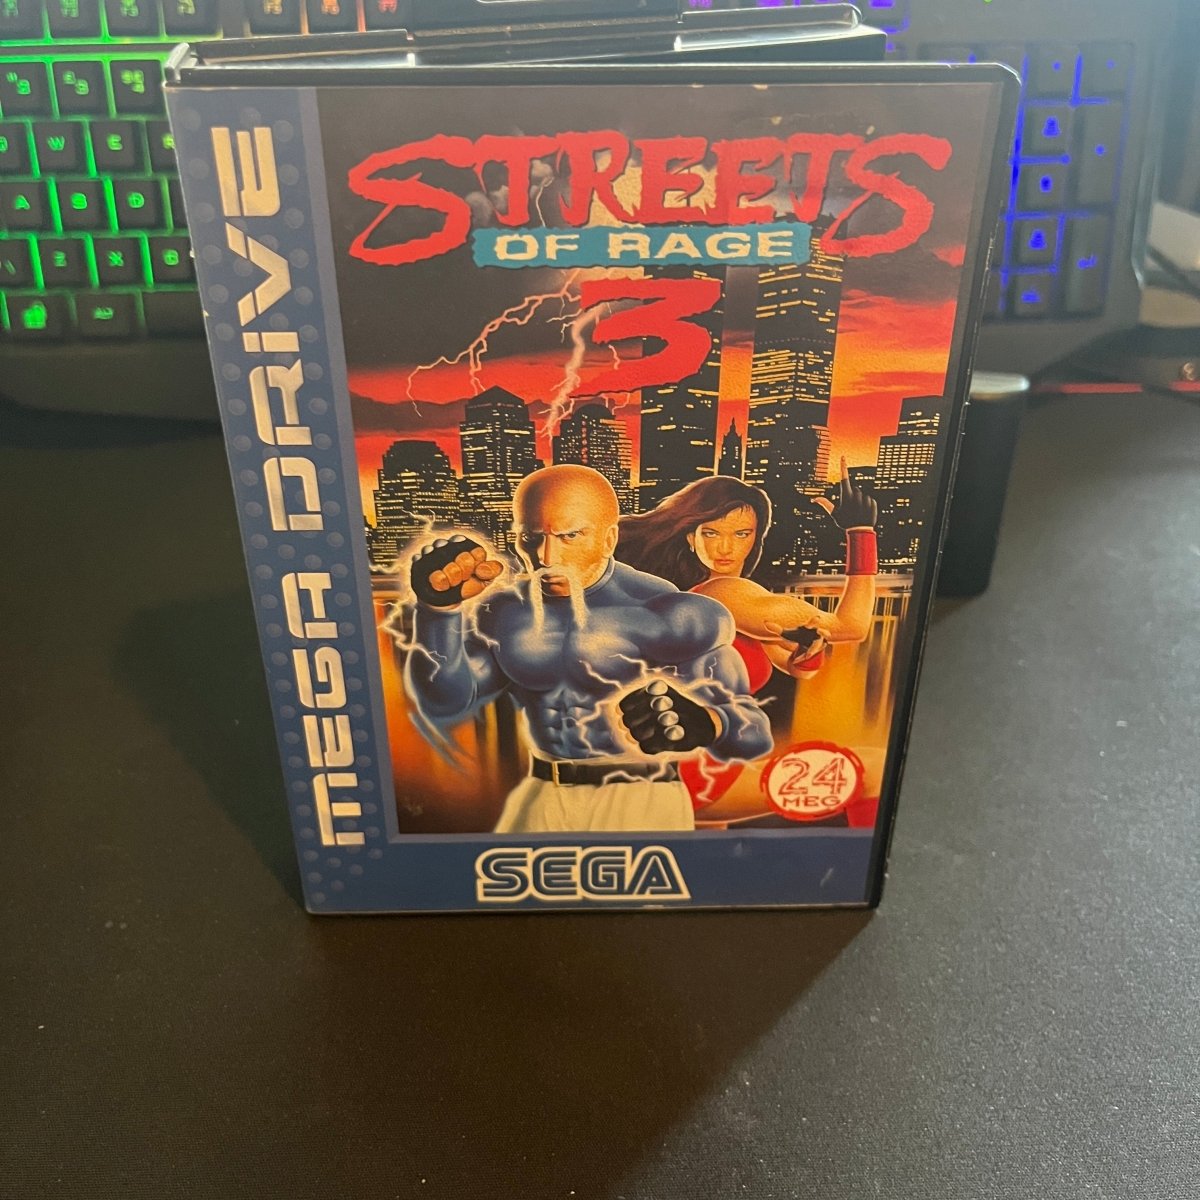 MEGA DRIVE
STREETS
OF RAGE
3
24
MEG
SEGA
W E
A S D
Z X